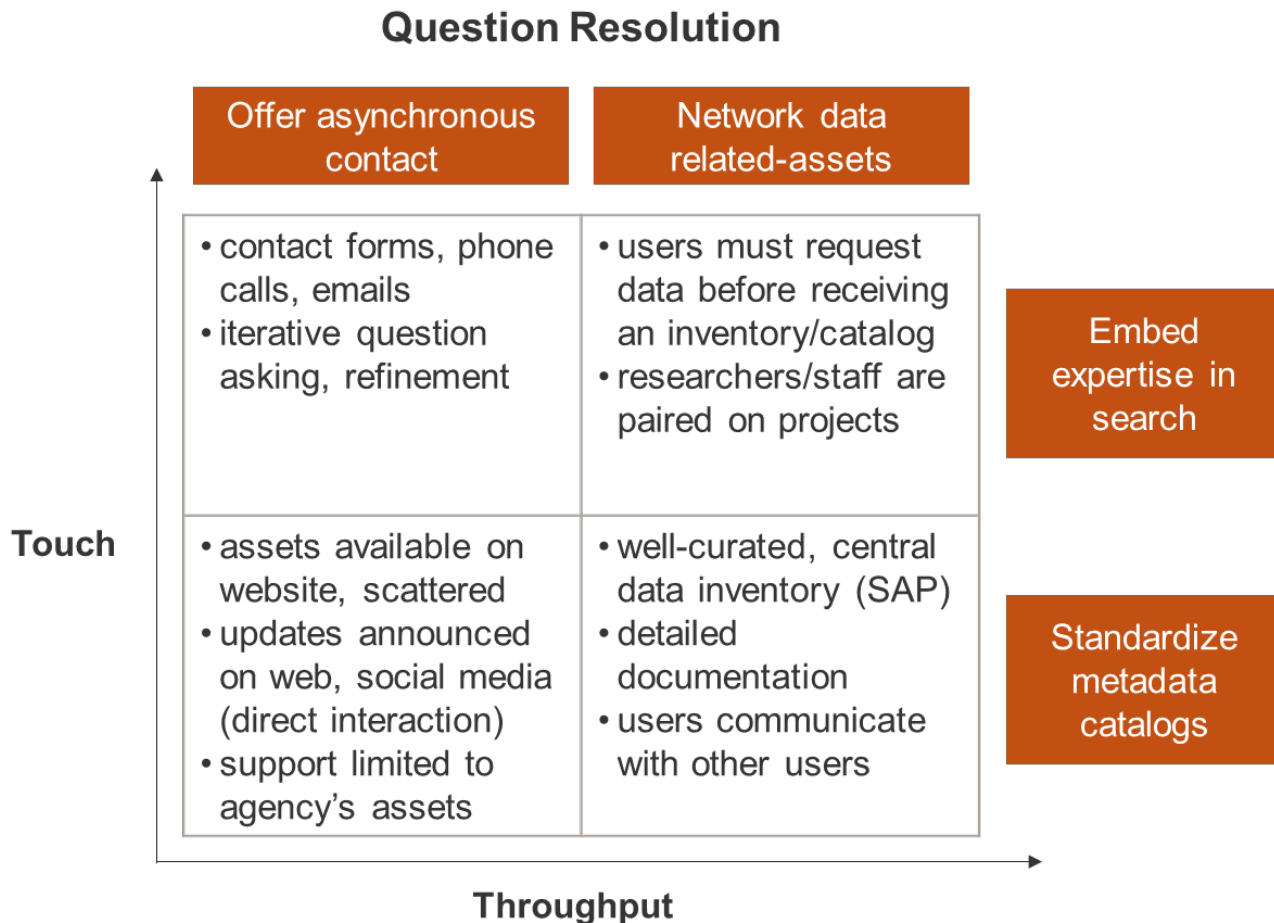 Question Resolution
Offer asynchronous
contact
Network data
related-assets
• contact forms, phone
calls, emails
• iterative question
asking, refinement
• users must request
data before receiving
an inventory/catalog
• researchers/staff are
paired on projects
Embed
expertise in
search
Touch
• assets available on
website, scattered
• updates announced
on web, social media
(direct interaction)
• support limited to
agency’s assets
• well-curated, central
data inventory (SAP)
• detailed
documentation
• users communicate
with other users
Standardize
metadata
catalogs
Throughput